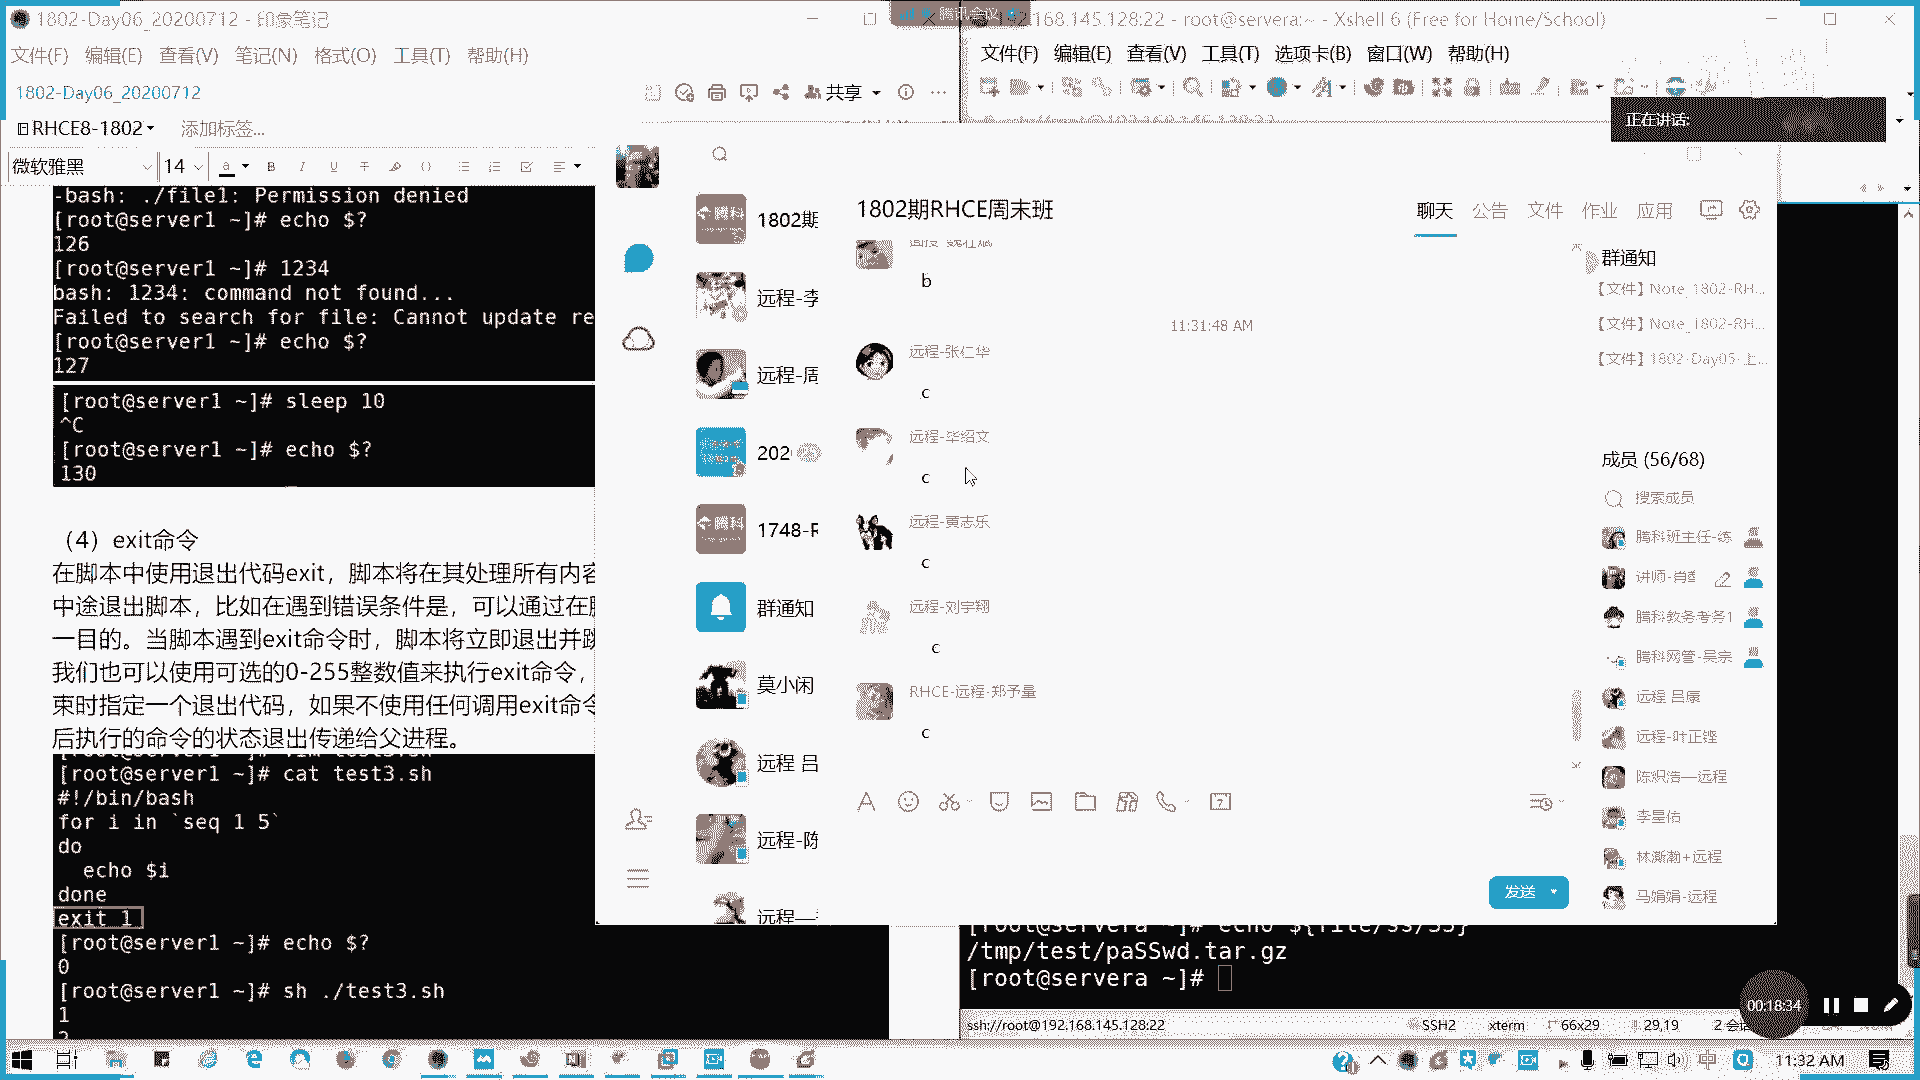 1802-Day06_20200712 - 印象笔记
文件(F) 编辑(E) 查看(V) 笔记(N) 格式(O) 工具(T) 帮助(H)
1802-Day06_20200712
共享
RHCE8-1802
添加标签...
微软雅黑 14
-bash: ./file1: Permission denied
[root@server1 ~]# echo $?
126
[root@server1 ~]# 1234
bash: 1234: command not found...
Failed to search for file: Cannot update re
[root@server1 ~]# echo $?
127
[root@server1 ~]# sleep 10
^C
[root@server1 ~]# echo $?
130
（4）exit命令
在脚本中使用退出代码exit，脚本将在其处理所有内容
中途退出脚本，比如在遇到错误条件是，可以通过在
一目的。当脚本遇到exit命令时，脚本将立即退出并
我们也可以使用可选的0-255整数值来执行exit命令，
束时指定一个退出代码，如果不使用任何调用exit命令
后执行的命令的状态退出传递给父进程。
[root@server1 ~]# cat test3.sh
#!/bin/bash
for i in `seq 1 5`
do
echo $i
done
exit 1
[root@server1 ~]# echo $?
0
[root@server1 ~]# sh ./test3.sh
1
腾讯会议
192.168.145.128:22 - root@servera:~ - Xshell 6 (Free for Home/School)
文件(F) 编辑(E) 查看(V) 工具(T) 选项卡(B) 窗口(W) 帮助(H)
正在讲话:
1802期
远程-李
远程-周
202
1748-F
群通知
莫小闲
远程 吕
远程-陈
1802期RHCE周末班
聊天 公告 文件 作业 应用
b
11:31:48 AM
远程-张仁华
c
远程-毕绍文
c
远程-黄志乐
c
远程-刘宇翔
c
RHCE-远程-郑予量
c
发送
群通知
【文件】Note_1802-RH...
【文件】Note_1802-RH...
【文件】1802-Day05-上...
成员 (56/68)
搜索成员
腾科班主任-练
讲师-肖
腾科教务考务1
腾科网管-吴宗
远程 吕康
远程-叶正铿
陈炽浩—远程
李星佑
林澌瀚+远程
马娟娟-远程
[root@servera ~]# echo ${file/ss/SS}
/tmp/test/paSSwd.tar.gz
[root@servera ~]#
00:18:34
ssh://root@192.168.145.128:22
SSH2
xterm
66x29
29,19
11:32 AM